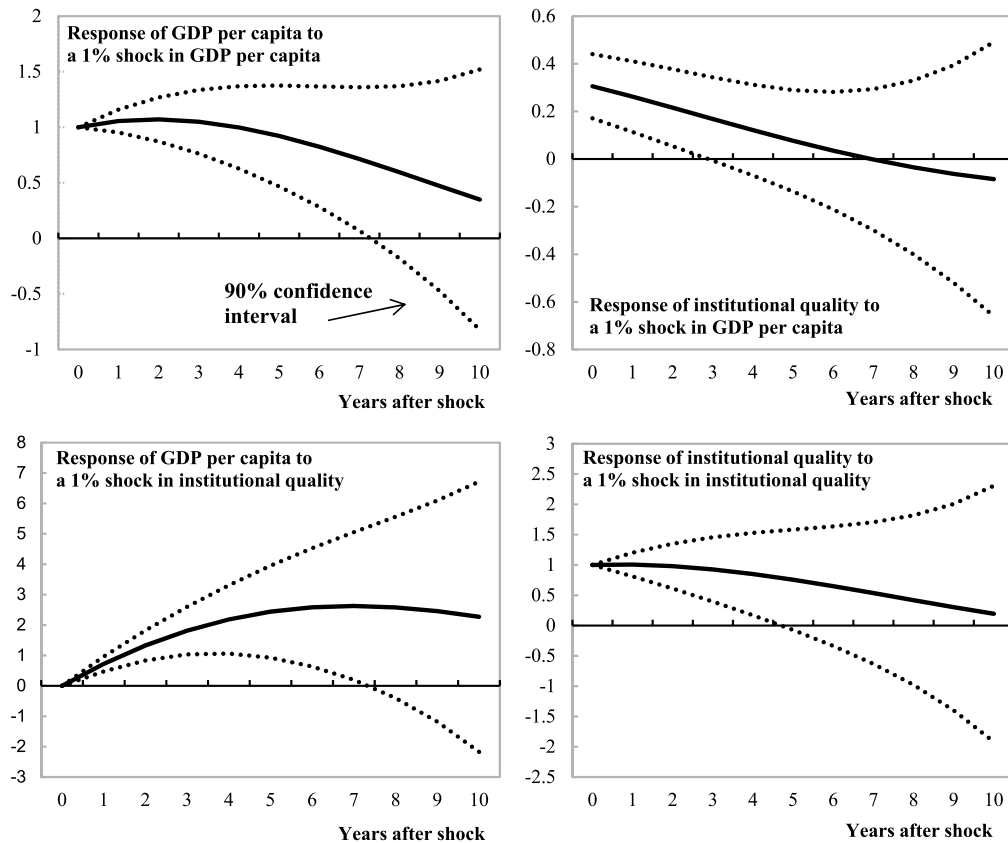 Response of GDP per capita to
a 1% shock in GDP per capita
2
1.5
1
0.5
0
-0.5
-1
90% confidence
interval
0 1 2 3 4 5 6 7 8 9 10
Years after shock
0.6
0.4
0.2
0
-0.2
-0.4
-0.6
-0.8
Response of institutional quality to
a 1% shock in GDP per capita
0 1 2 3 4 5 6 7 8 9 10
Years after shock
Response of GDP per capita to
a 1% shock in institutional quality
8
7
6
5
4
3
2
1
0
-1
-2
-3
0 1 2 3 4 5 6 7 8 9 10
Years after shock
Response of institutional quality to
a 1% shock in institutional quality
3
2.5
2
1.5
1
0.5
0
-0.5
-1
-1.5
-2
-2.5
0 1 2 3 4 5 6 7 8 9 10
Years after shock